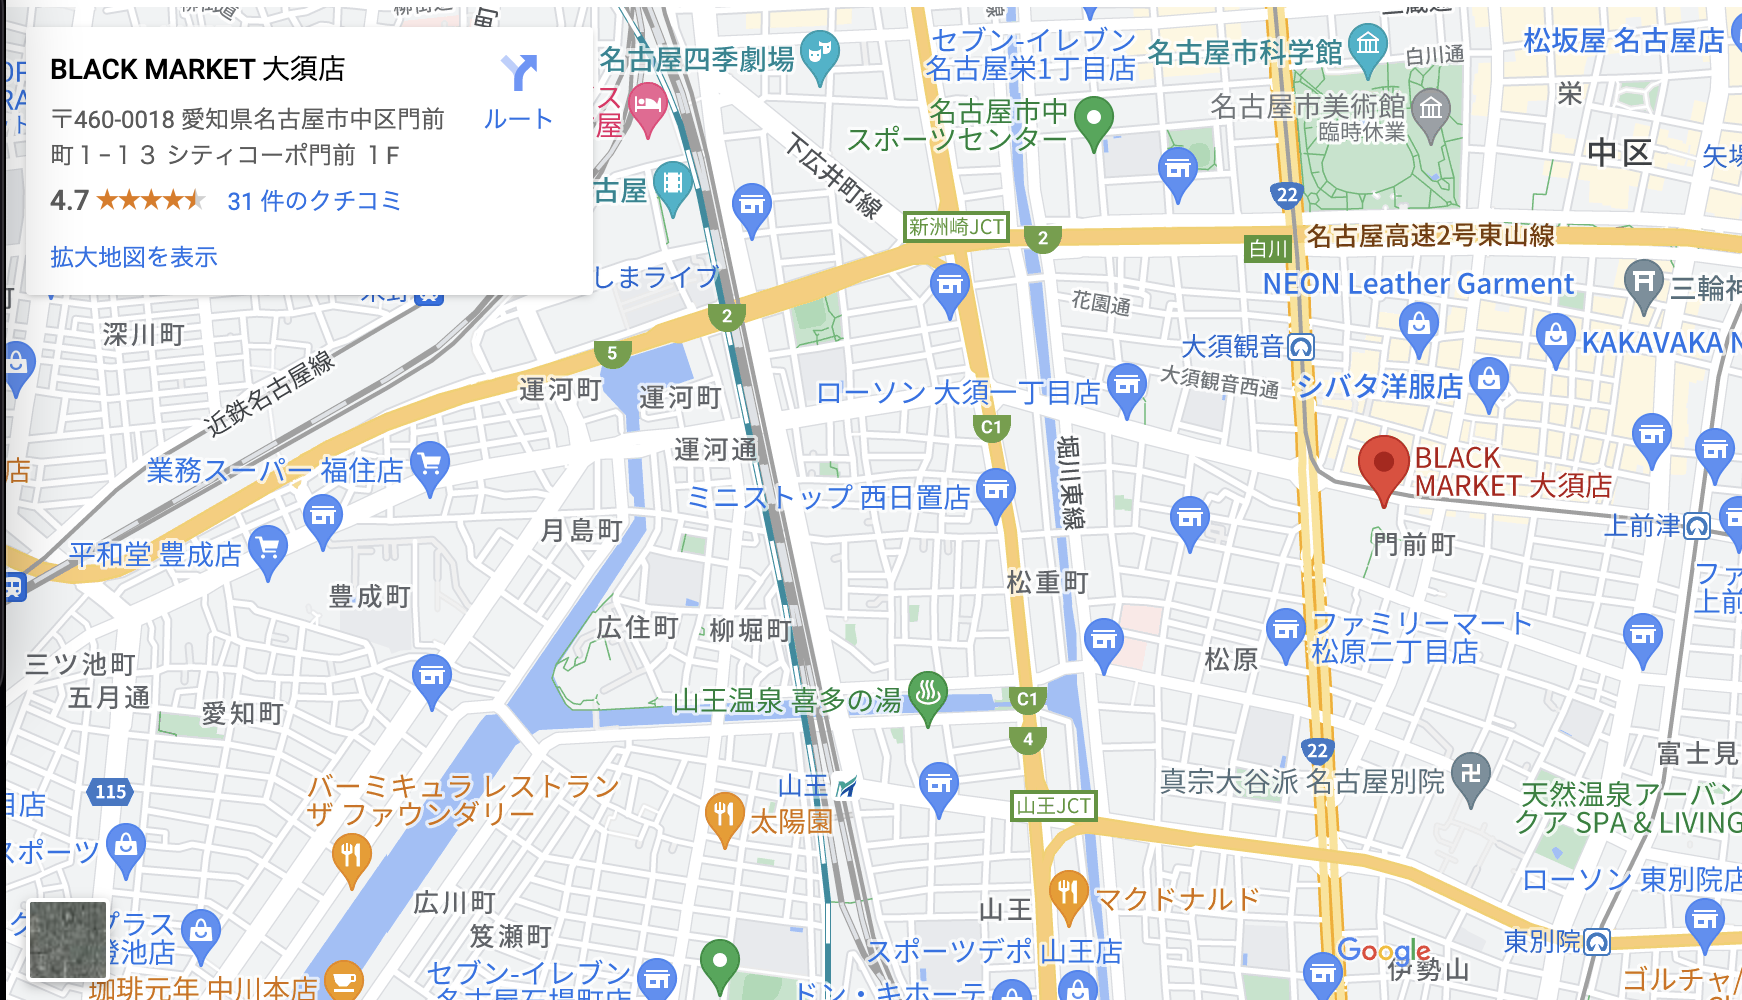 BLACK MARKET 大須店
〒460-0018 愛知県名古屋市中区門前
町１−１３ シティコーポ門前 １F
ルート
4.7
31 件のクチコミ
拡大地図を表示
名古屋四季劇場
セブン-イレブン
名古屋栄1丁目店
名古屋市科学館
白川通
松坂屋 名古屋店
栄
名古屋市中
スポーツセンター
名古屋市美術館
臨時休業
中区
下広井町線
古屋
22
新洲崎JCT
2
白川
名古屋高速2号東山線
しまライブ
NEON Leather Garment
三輪神
花園通
2
深川町
5
大須観音
KAKAVAKA N
近鉄名古屋線
運河町
運河町
ローソン 大須一丁目店
大須観音西通
シバタ洋服店
C1
運河通
堀川東線
BLACK
MARKET 大須店
店
業務スーパー 福住店
ミニストップ 西日置店
月島町
上前津
平和堂 豊成店
門前町
豊成町
松重町
ファ
上前
広住町
柳堀町
ファミリーマート
松原二丁目店
松原
三ツ池町
五月通
愛知町
山王温泉 喜多の湯
C1
4
22
富士見
115
バーミキュラ レストラン
ザ ファウンダリー
山王
太陽園
山王JCT
真宗大谷派 名古屋別院
天然温泉アーバン
クア SPA & LIVING
目店
スポーツ
ローソン 東別院店
広川町
マクドナルド
山王
プラス
笈瀬町
スポーツデポ 山王店
東別院
Google
伊勢山
珈琲元年 中川本店
セブン-イレブン
名古屋石場町店
ドン・キホーテ
ゴルチャ